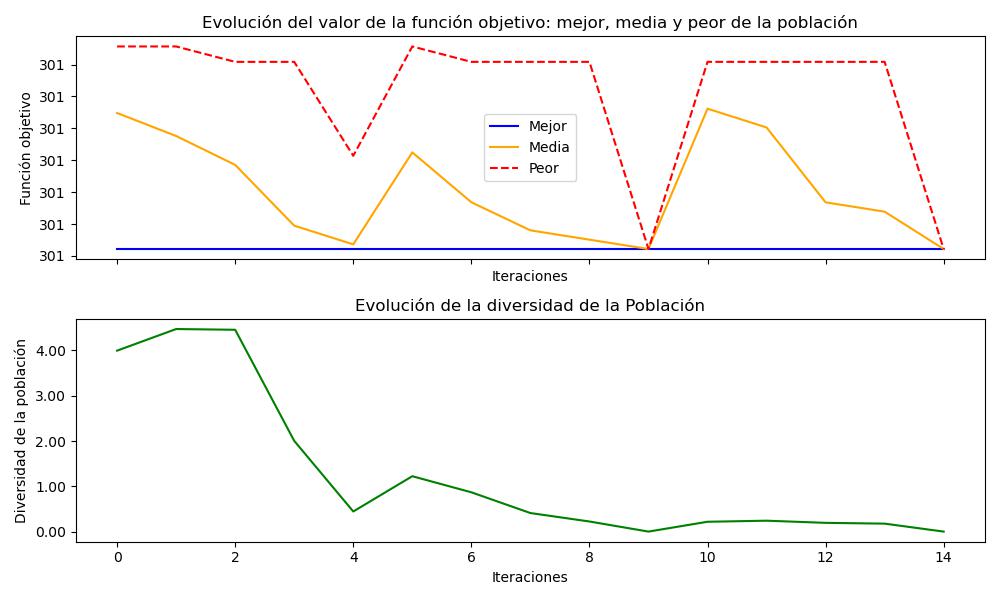 Evolución del valor de la función objetivo: mejor, media y peor de la población
Función objetivo
301
301
301
301
301
301
301
Mejor
Media
Peor
Iteraciones
Evolución de la diversidad de la Población
Diversidad de la población
4.00
3.00
2.00
1.00
0.00
0 2 4 6 8 10 12 14
Iteraciones